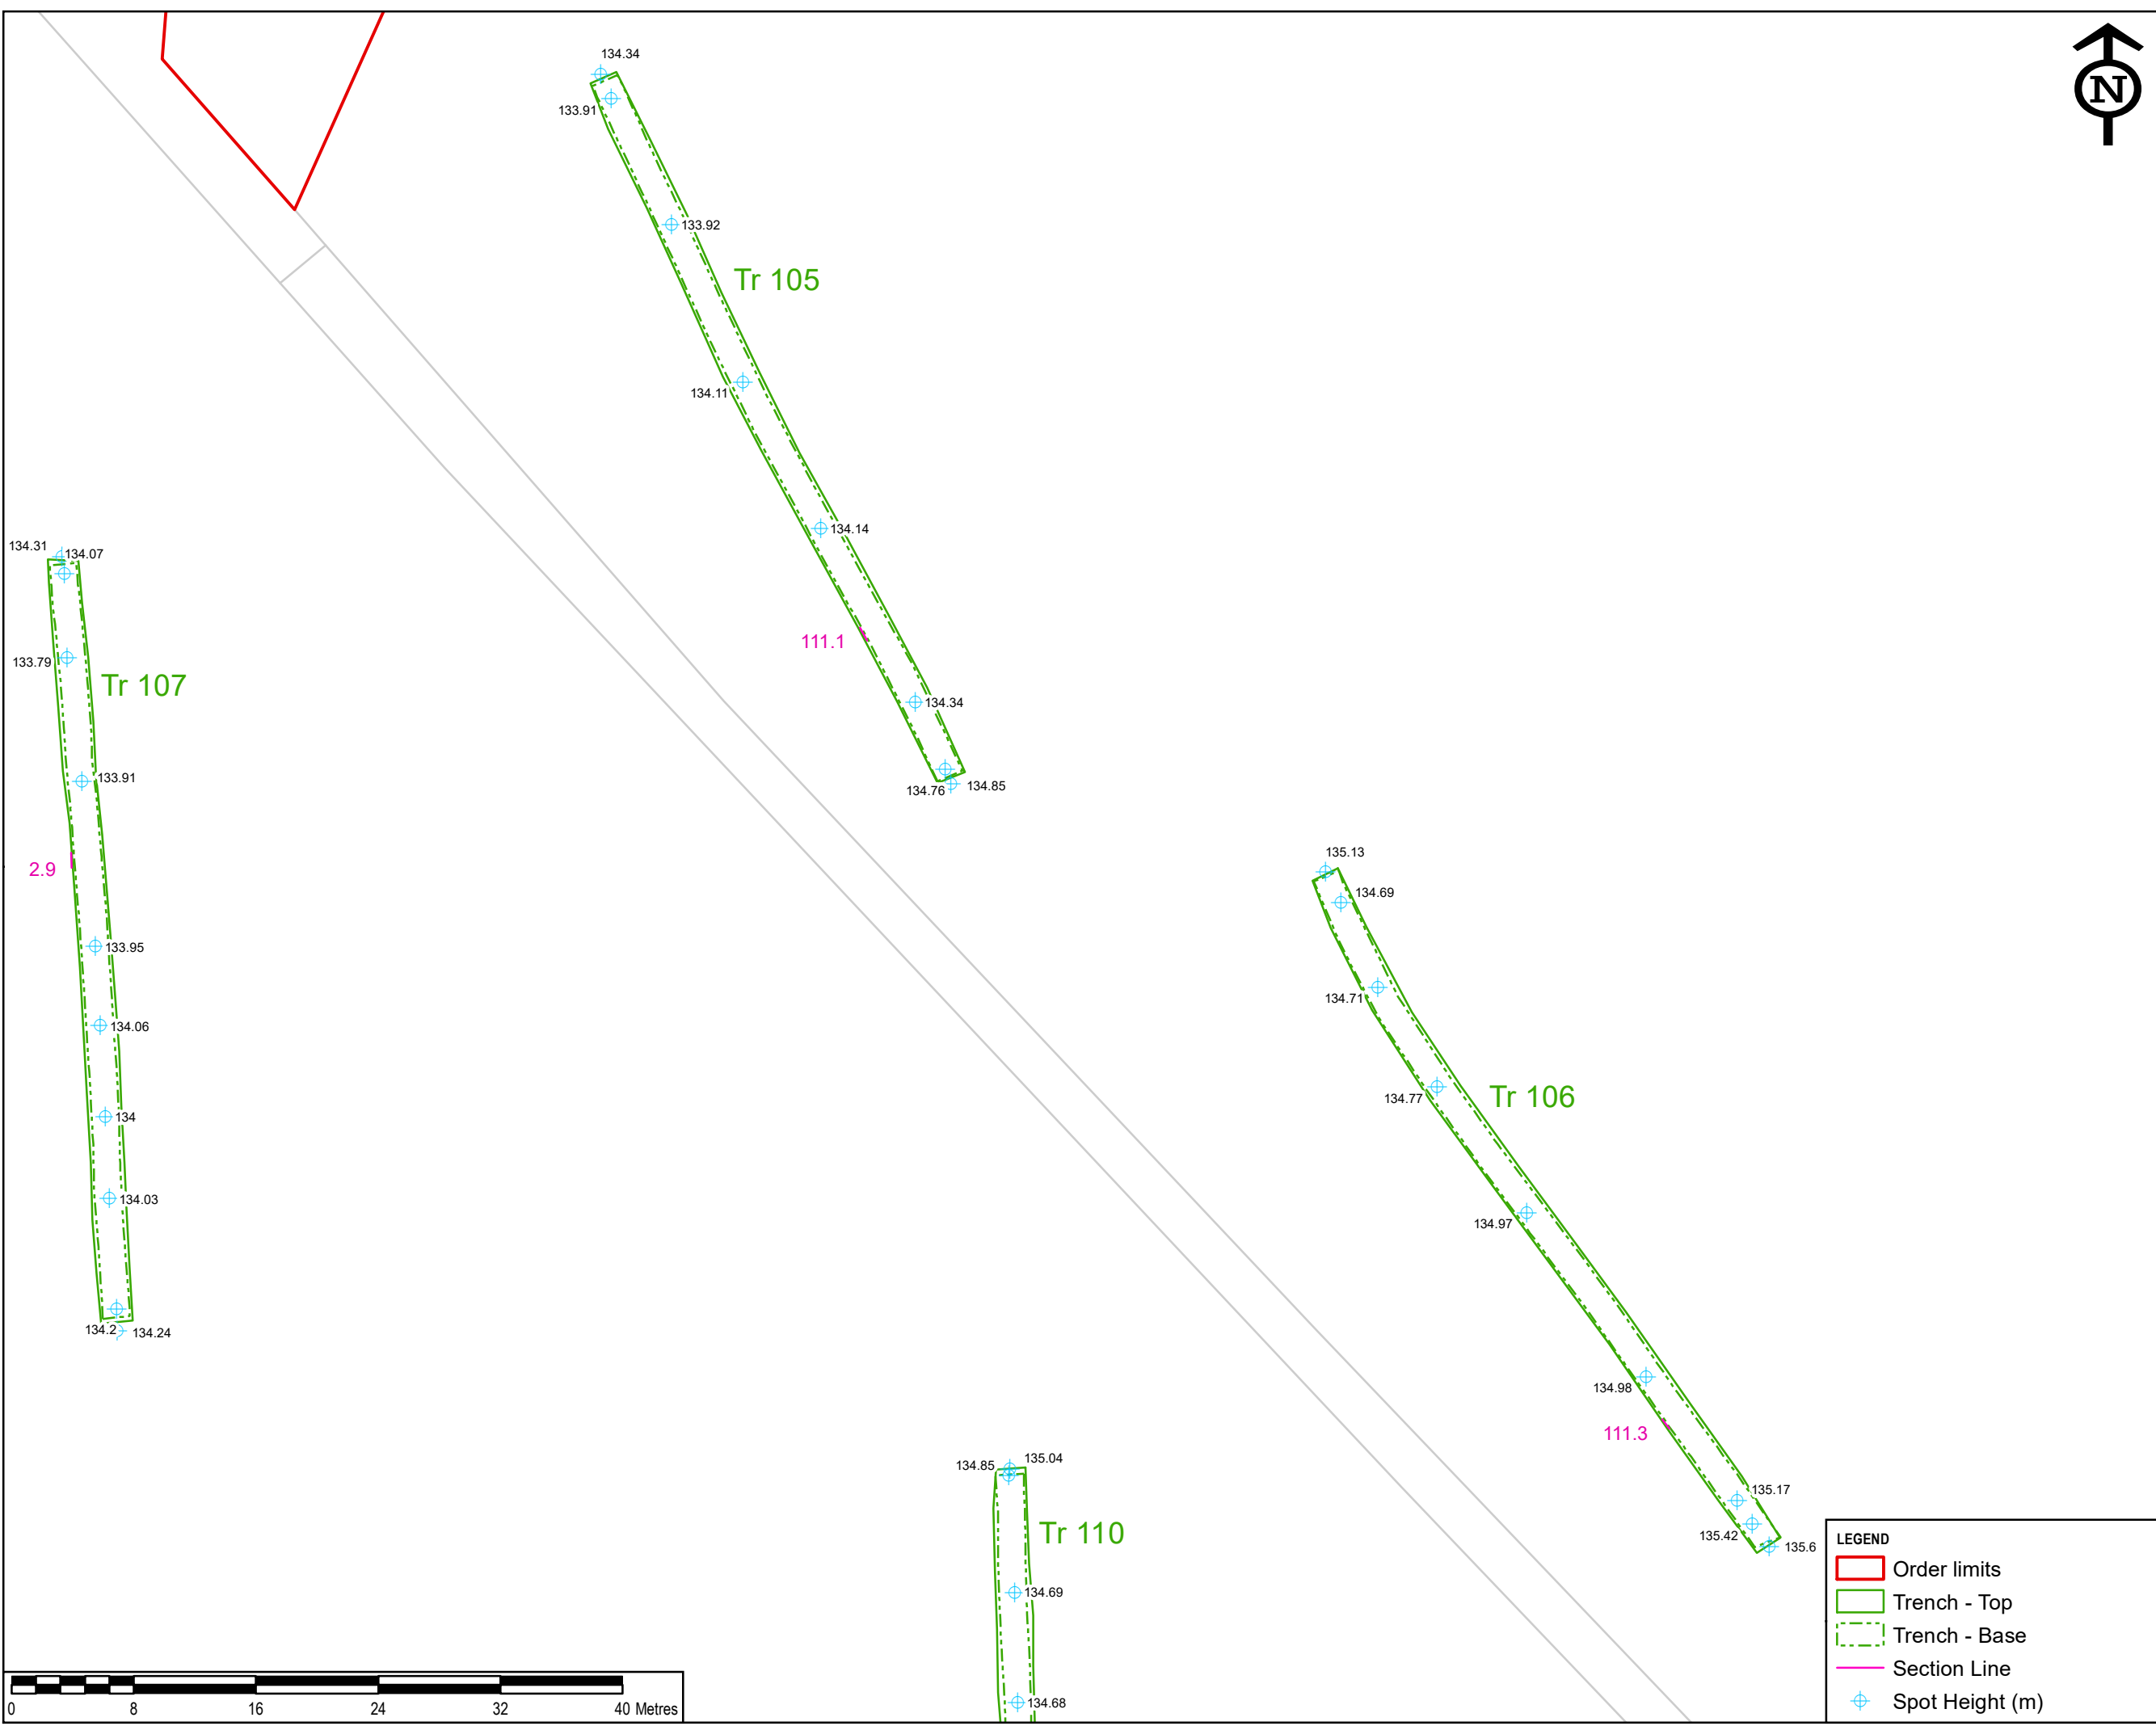 134.34
N
133.91
133.92
Tr 105
134.11
134.14
134.31
134.07
111.1
133.79
Tr 107
134.34
133.91
134.76
134.85
135.13
2.9
134.69
133.95
134.71
134.06
134.77
Tr 106
134
134.03
134.97
134.2
134.24
134.98
111.3
134.85
135.04
135.17
Tr 110
135.42
135.6
134.69
134.68
LEGEND
Order limits
Trench - Top
Trench - Base
Section Line
Spot Height (m)
0 8 16 24 32 40 Metres